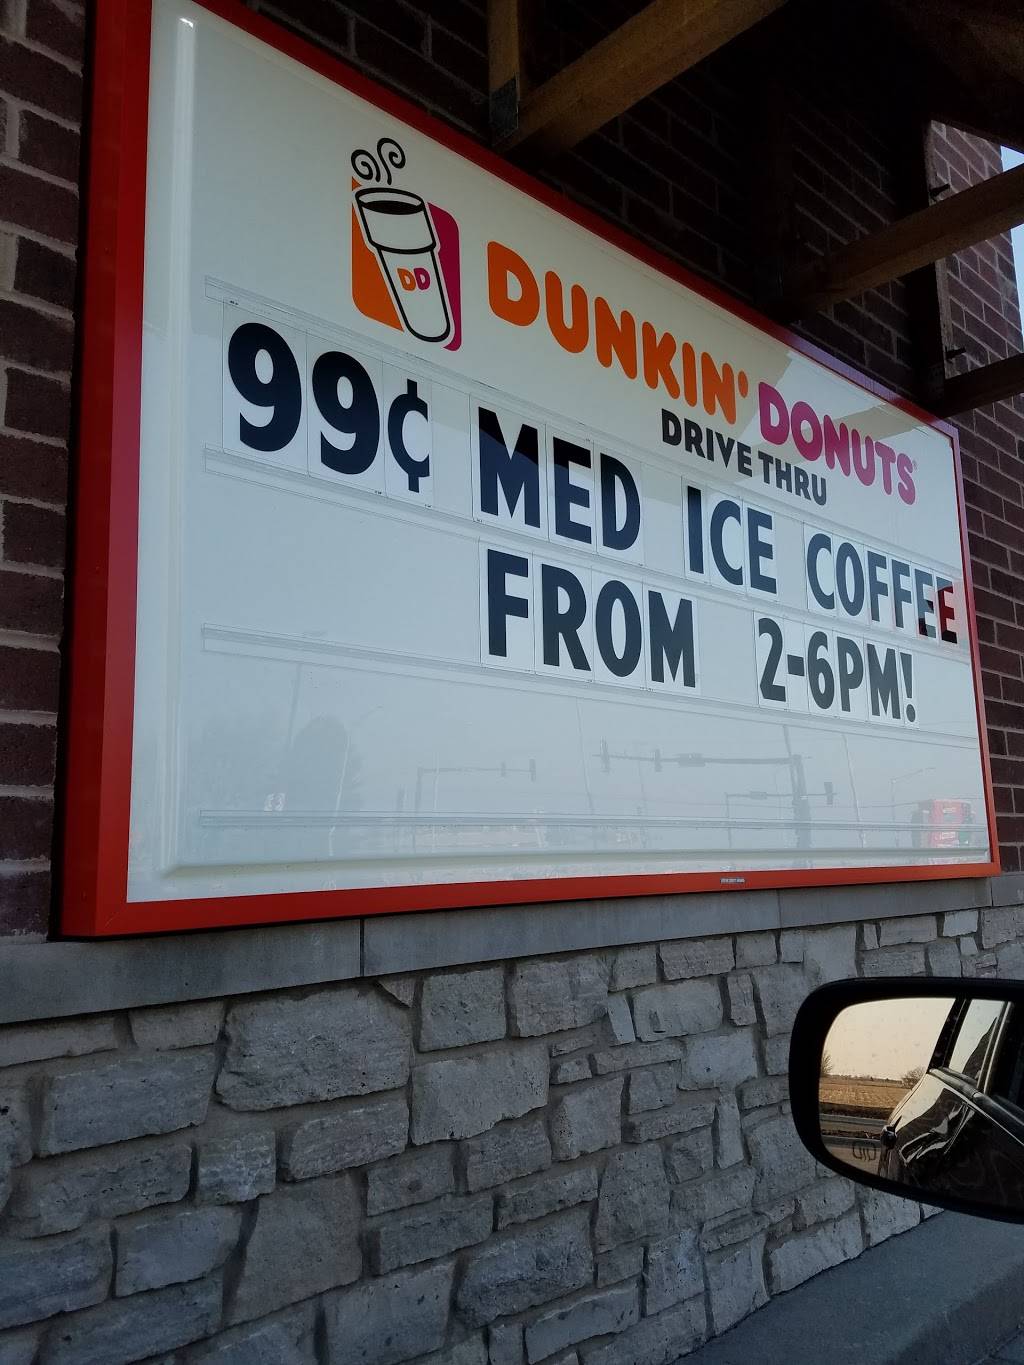 DD
DUNKIN' DONUTS
DRIVE THRU
99¢ MED ICE COFFEE
FROM 2-6PM!